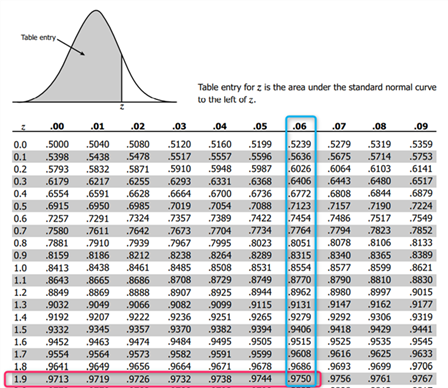 Table entry
z
Table entry for z is the area under the standard normal curve
to the left of z.
z .00 .01 .02 .03 .04 .05 .06 .07 .08 .09
0.0 .5000 .5040 .5080 .5120 .5160 .5199 .5239 .5279 .5319 .5359
0.1 .5398 .5438 .5478 .5517 .5557 .5596 .5636 .5675 .5714 .5753
0.2 .5793 .5832 .5871 .5910 .5948 .5987 .6026 .6064 .6103 .6141
0.3 .6179 .6217 .6255 .6293 .6331 .6368 .6406 .6443 .6480 .6517
0.4 .6554 .6591 .6628 .6664 .6700 .6736 .6772 .6808 .6844 .6879
0.5 .6915 .6950 .6985 .7019 .7054 .7088 .7123 .7157 .7190 .7224
0.6 .7257 .7291 .7324 .7357 .7389 .7422 .7454 .7486 .7517 .7549
0.7 .7580 .7611 .7642 .7673 .7704 .7734 .7764 .7794 .7823 .7852
0.8 .7881 .7910 .7939 .7967 .7995 .8023 .8051 .8078 .8106 .8133
0.9 .8159 .8186 .8212 .8238 .8264 .8289 .8315 .8340 .8365 .8389
1.0 .8413 .8438 .8461 .8485 .8508 .8531 .8554 .8577 .8599 .8621
1.1 .8643 .8665 .8686 .8708 .8729 .8749 .8770 .8790 .8810 .8830
1.2 .8849 .8869 .8888 .8907 .8925 .8944 .8962 .8980 .8997 .9015
1.3 .9032 .9049 .9066 .9082 .9099 .9115 .9131 .9147 .9162 .9177
1.4 .9192 .9207 .9222 .9236 .9251 .9265 .9279 .9292 .9306 .9319
1.5 .9332 .9345 .9357 .9370 .9382 .9394 .9406 .9418 .9429 .9441
1.6 .9452 .9463 .9474 .9484 .9495 .9505 .9515 .9525 .9535 .9545
1.7 .9554 .9564 .9573 .9582 .9591 .9599 .9608 .9616 .9625 .9633
1.8 .9641 .9649 .9656 .9664 .9671 .9678 .9686 .9693 .9699 .9706
1.9 .9713 .9719 .9726 .9732 .9738 .9744 .9750 .9756 .9761 .9767